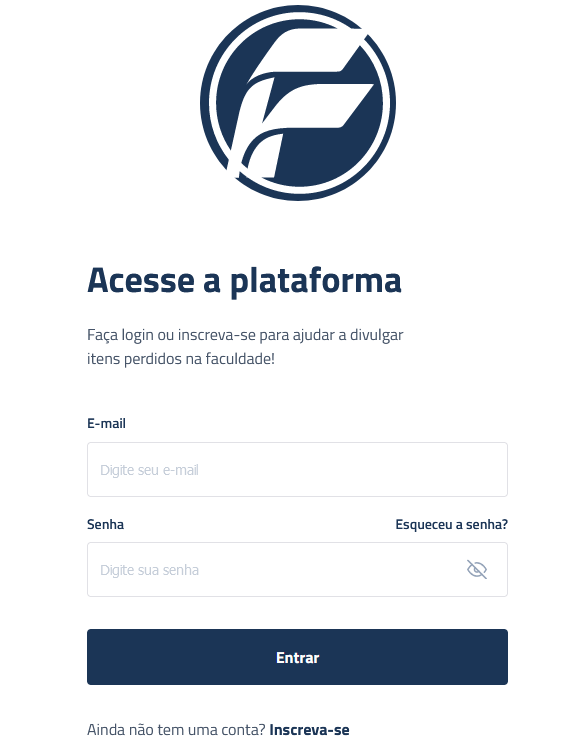 Acesse a plataforma
Faça login ou inscreva-se para ajudar a divulgar
itens perdidos na faculdade!
E-mail
Digite seu e-mail
Senha Esqueceu a senha?
Digite sua senha
Entrar
Ainda não tem uma conta? Inscreva-se